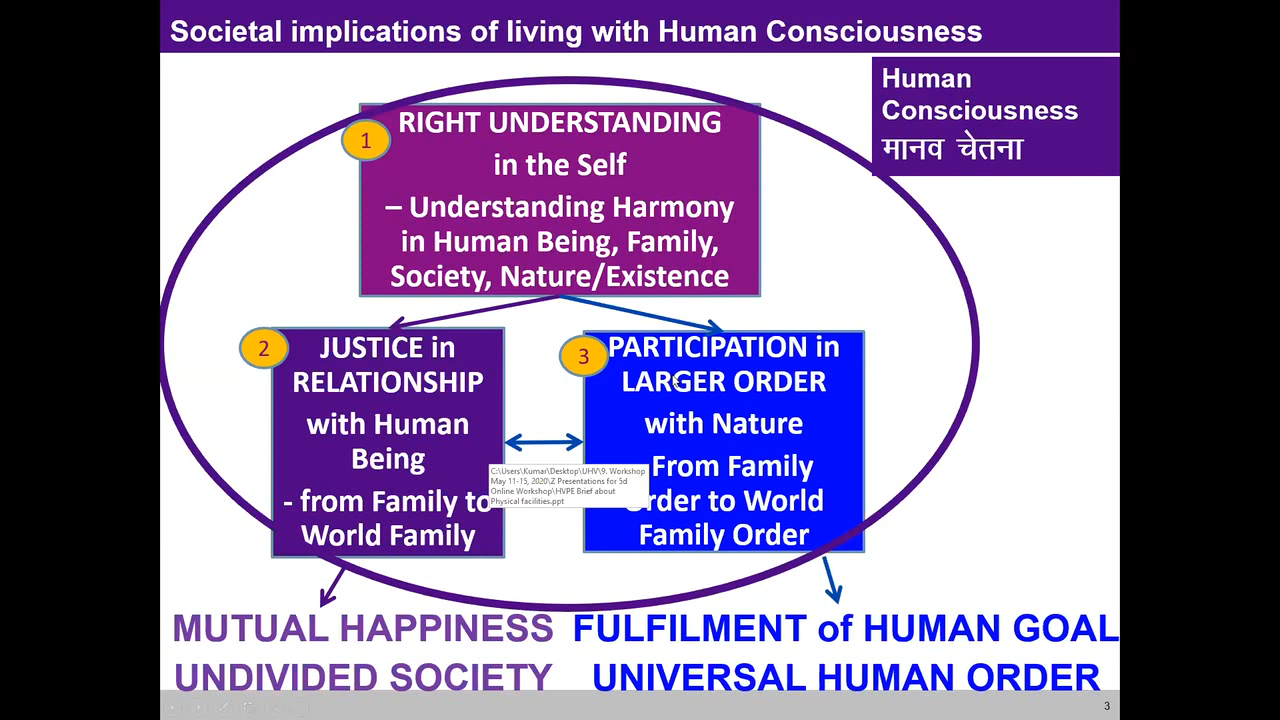 Societal implications of living with Human Consciousness
Human
Consciousness
मानव चेतना
1
RIGHT UNDERSTANDING
in the Self
– Understanding Harmony
in Human Being, Family,
Society, Nature/Existence
2
JUSTICE in
RELATIONSHIP
with Human
Being
- from Family to
World Family
3
PARTICIPATION in
LARGER ORDER
with Nature
From Family
Order to World
Family Order
C:\Users\Kumar\Desktop\UHV\9. Workshop
May 11-15, 2020\Z Presentations for 5d
Online Workshop\HVPE Brief about
Physical facilities.ppt
MUTUAL HAPPINESS
UNDIVIDED SOCIETY
FULFILMENT of HUMAN GOAL
UNIVERSAL HUMAN ORDER
3